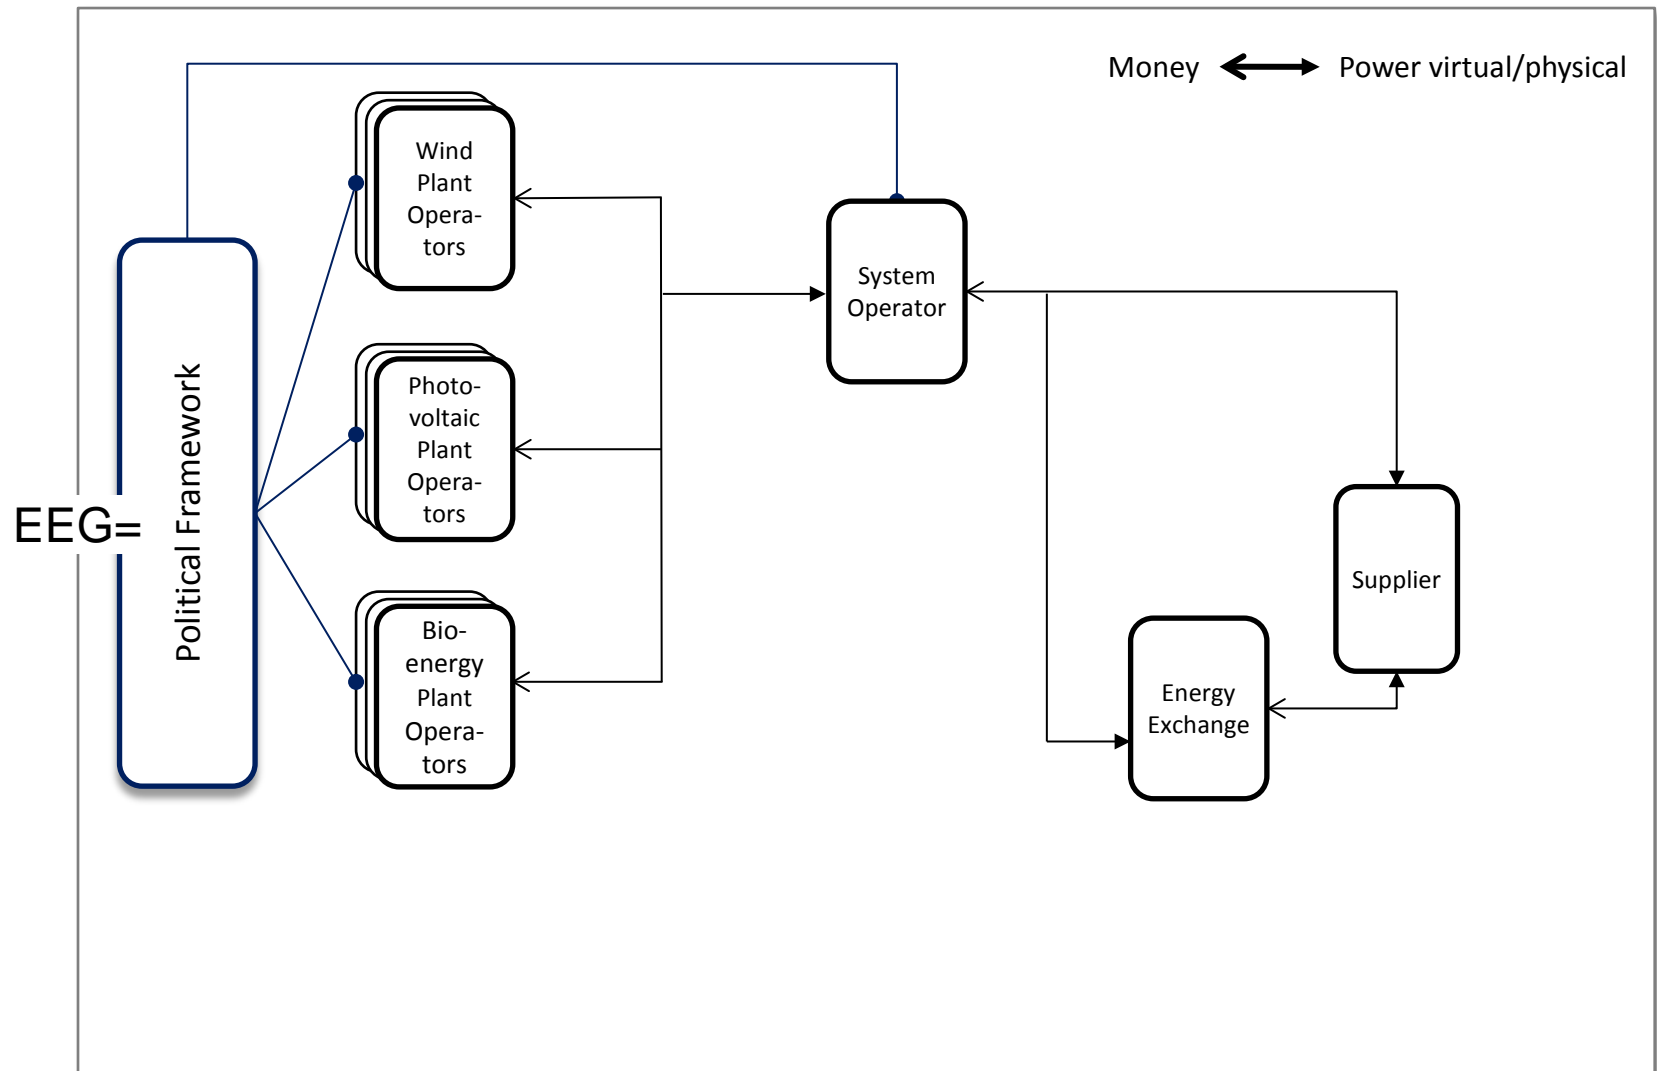 Money Power virtual/physical
Wind
Plant
Opera-
tors
System
Operator
Photo-
voltaic
Plant
Opera-
tors
EEG=
Political Framework
Supplier
Bio-
energy
Plant
Opera-
tors
Energy
Exchange